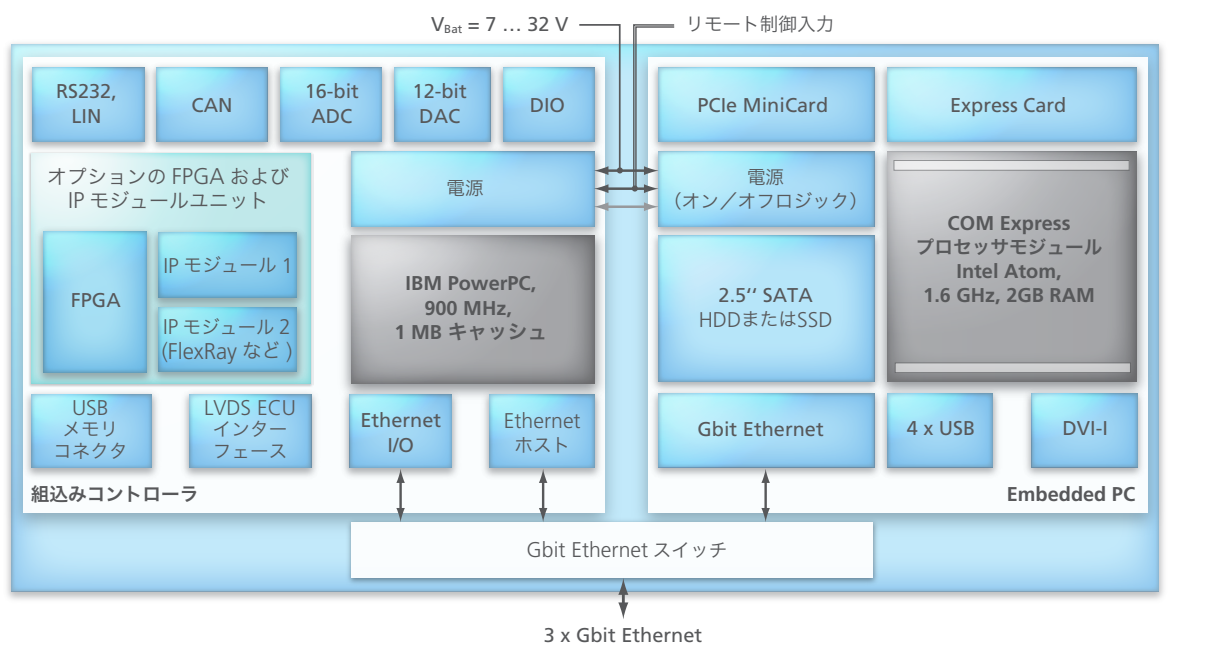 V_Bat = 7 … 32 V
リモート制御入力
RS232,
LIN
CAN
16-bit
ADC
12-bit
DAC
DIO
オプションの FPGA および
IP モジュールユニット
FPGA
IP モジュール 1
IP モジュール 2
(FlexRay など )
電源
IBM PowerPC,
900 MHz,
1 MB キャッシュ
USB
メモリ
コネクタ
LVDS ECU
インター
フェース
Ethernet
I/O
Ethernet
ホスト
組込みコントローラ
PCIe MiniCard
Express Card
電源
（オン／オフロジック）
COM Express
プロセッサモジュール
Intel Atom,
1.6 GHz, 2GB RAM
2.5“ SATA
HDDまたはSSD
Gbit Ethernet
4 x USB
DVI-I
Embedded PC
Gbit Ethernet スイッチ
3 x Gbit Ethernet